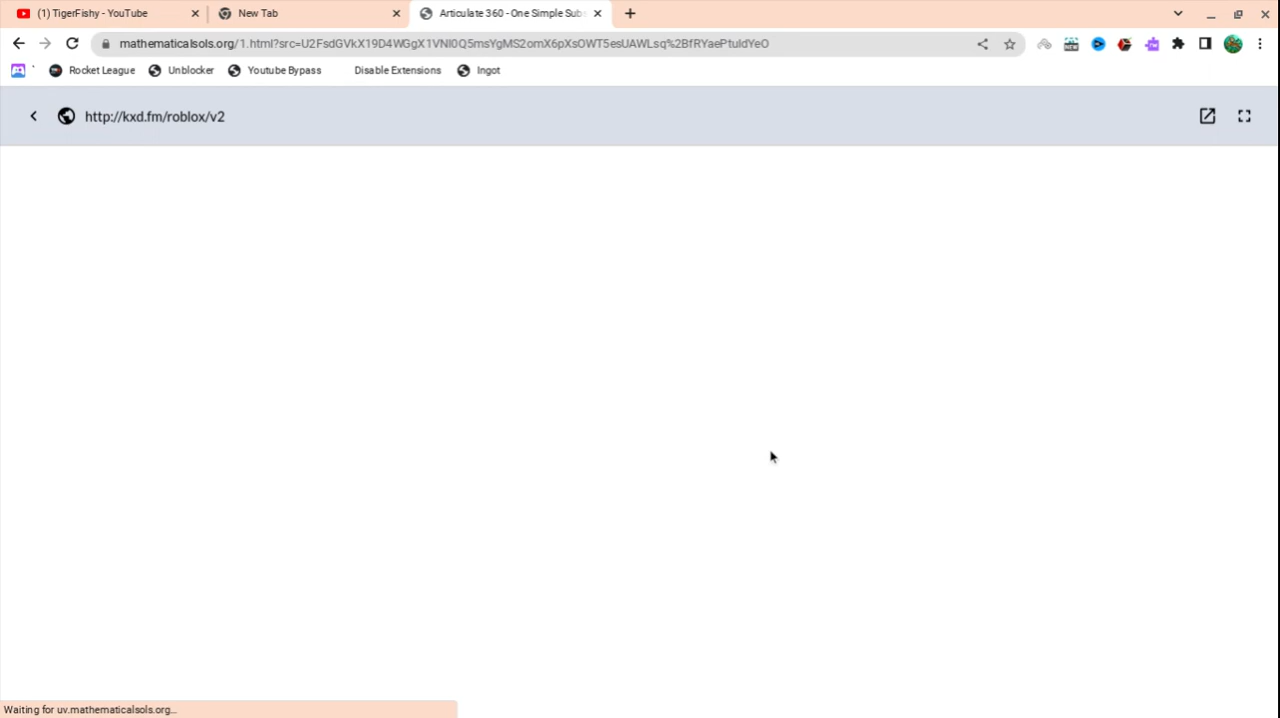 (1) TigerFishy - YouTube
New Tab
Articulate 360 - One Simple Sub
mathematicalsols.org/1.html?src=U2FsdGVkX19D4WGgX1VNI0Q5msYgMS2omX6pXsOWT5esUAWLsq%2BfRYaePtuIdYeO
Rocket League
Unblocker
Youtube Bypass
Disable Extensions
Ingot
http://kxd.fm/roblox/v2
Waiting for uv.mathematicalsols.org...